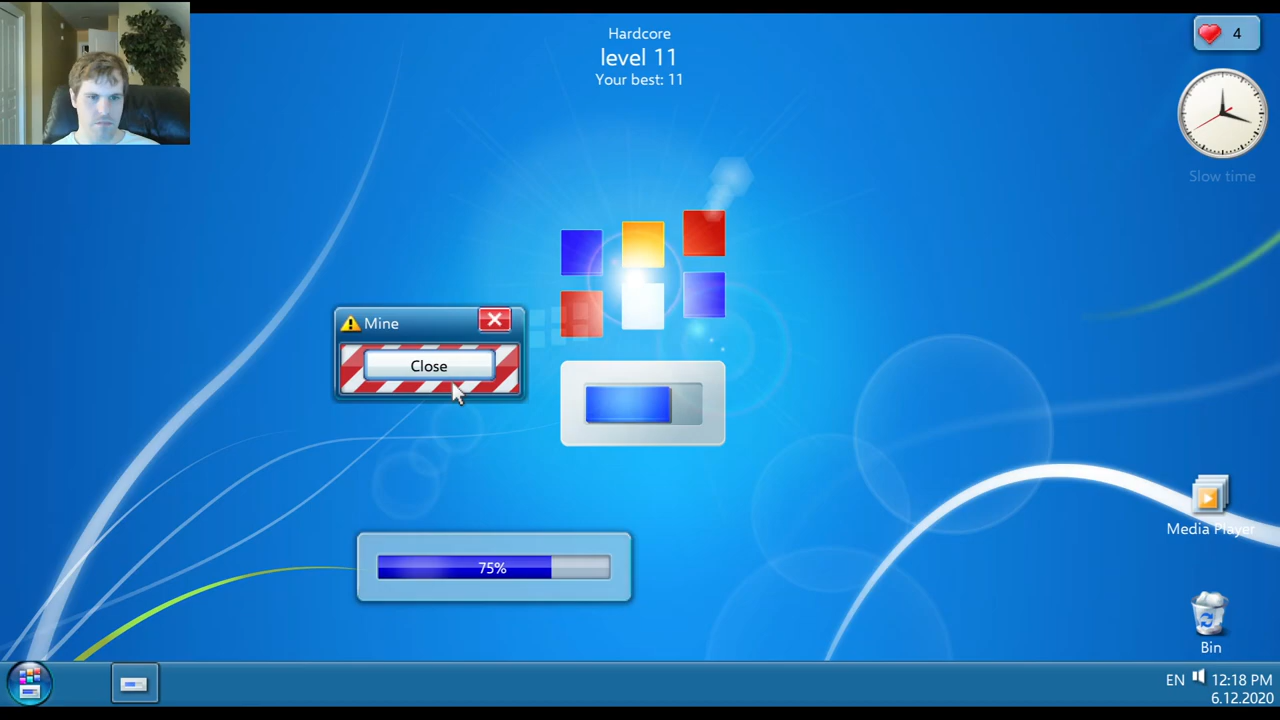 Hardcore
level 11
Your best: 11
4
Slow time
Mine
Close
75%
Media Player
Bin
EN 12:18 PM
6.12.2020